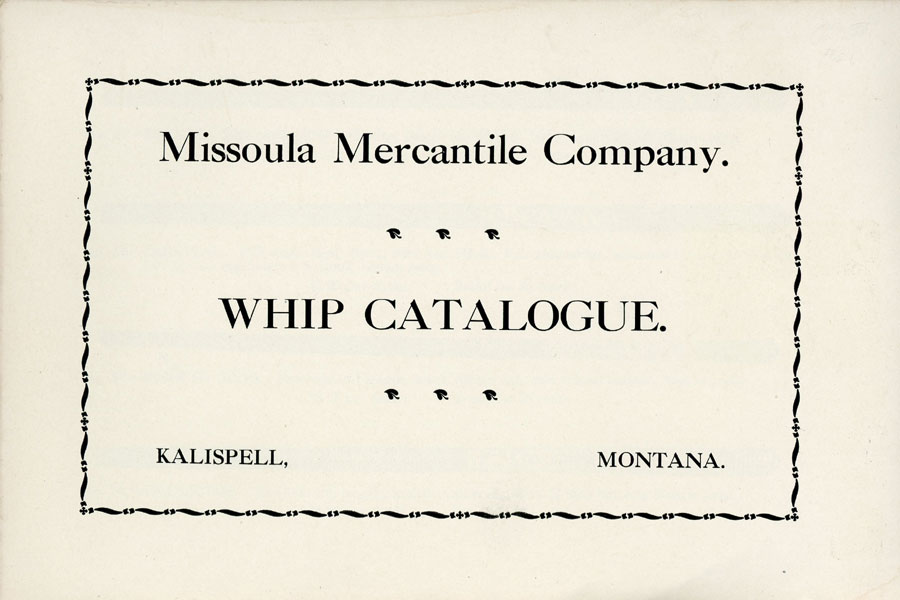 Missoula Mercantile Company.
WHIP CATALOGUE.
KALISPELL, MONTANA.